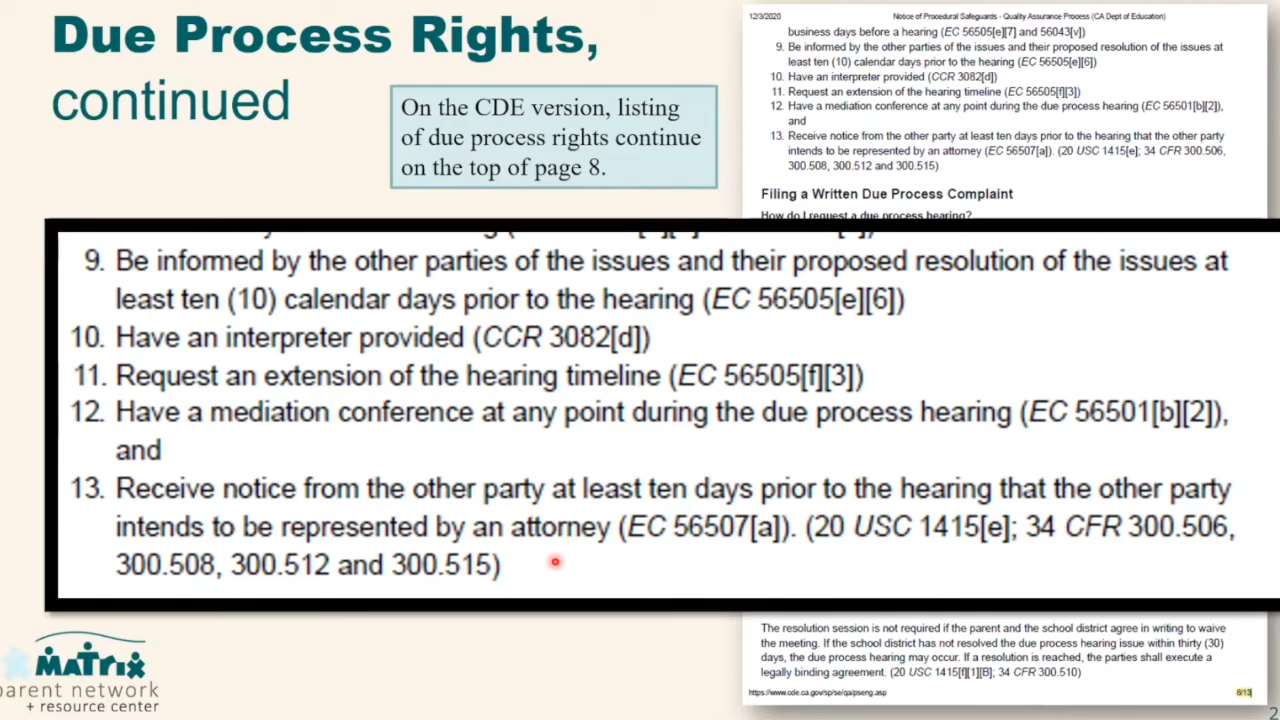 Due Process Rights,
continued
On the CDE version, listing
of due process rights continue
on the top of page 8.
12/3/2020 Notice of Procedural Safeguards - Quality Assurance Process (CA Dept of Education)
business days before a hearing (EC 56505[e][7] and 56043[v])
9. Be informed by the other parties of the issues and their proposed resolution of the issues at
least ten (10) calendar days prior to the hearing (EC 56505[e][6])
10. Have an interpreter provided (CCR 3082[d])
11. Request an extension of the hearing timeline (EC 56505[f][3])
12. Have a mediation conference at any point during the due process hearing (EC 56501[b][2]),
and
13. Receive notice from the other party at least ten days prior to the hearing that the other party
intends to be represented by an attorney (EC 56507[a]). (20 USC 1415[e]; 34 CFR 300.506,
300.508, 300.512 and 300.515)
Filing a Written Due Process Complaint
How do I request a due process hearing?
9. Be informed by the other parties of the issues and their proposed resolution of the issues at
least ten (10) calendar days prior to the hearing (EC 56505[e][6])
10. Have an interpreter provided (CCR 3082[d])
11. Request an extension of the hearing timeline (EC 56505[f][3])
12. Have a mediation conference at any point during the due process hearing (EC 56501[b][2]),
and
13. Receive notice from the other party at least ten days prior to the hearing that the other party
intends to be represented by an attorney (EC 56507[a]). (20 USC 1415[e]; 34 CFR 300.506,
300.508, 300.512 and 300.515)
The resolution session is not required if the parent and the school district agree in writing to waive
the meeting. If the school district has not resolved the due process hearing issue within thirty (30)
days, the due process hearing may occur. If a resolution is reached, the parties shall execute a
legally binding agreement. (20 USC 1415[f][1][B]; 34 CFR 300.510)
https://www.cde.ca.gov/sp/se/qa/pseng.asp
MATRIX
parent network
+ resource center
2